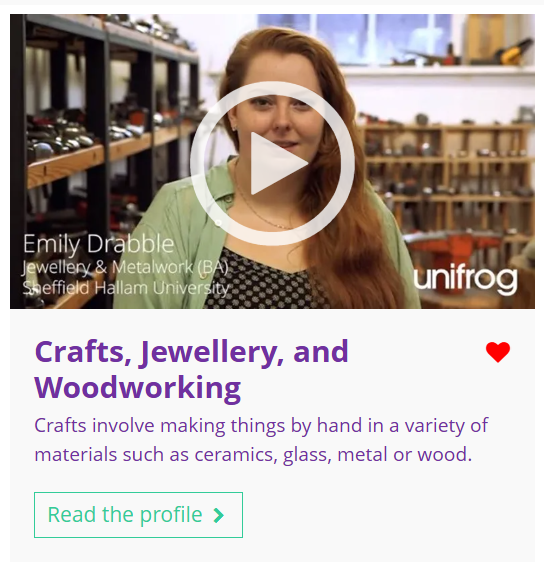 Emily Drabble
Jewellery & Metalwork (BA)
Sheffield Hallam University
unifrog
Crafts, Jewellery, and
Woodworking
Crafts involve making things by hand in a variety of
materials such as ceramics, glass, metal or wood.
Read the profile